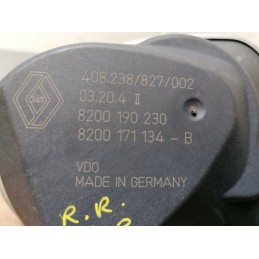 408.238/827/002
03.20.4 II
8200 190 230
8200 171 134 - B
VDO
MADE IN GERMANY
R.R.